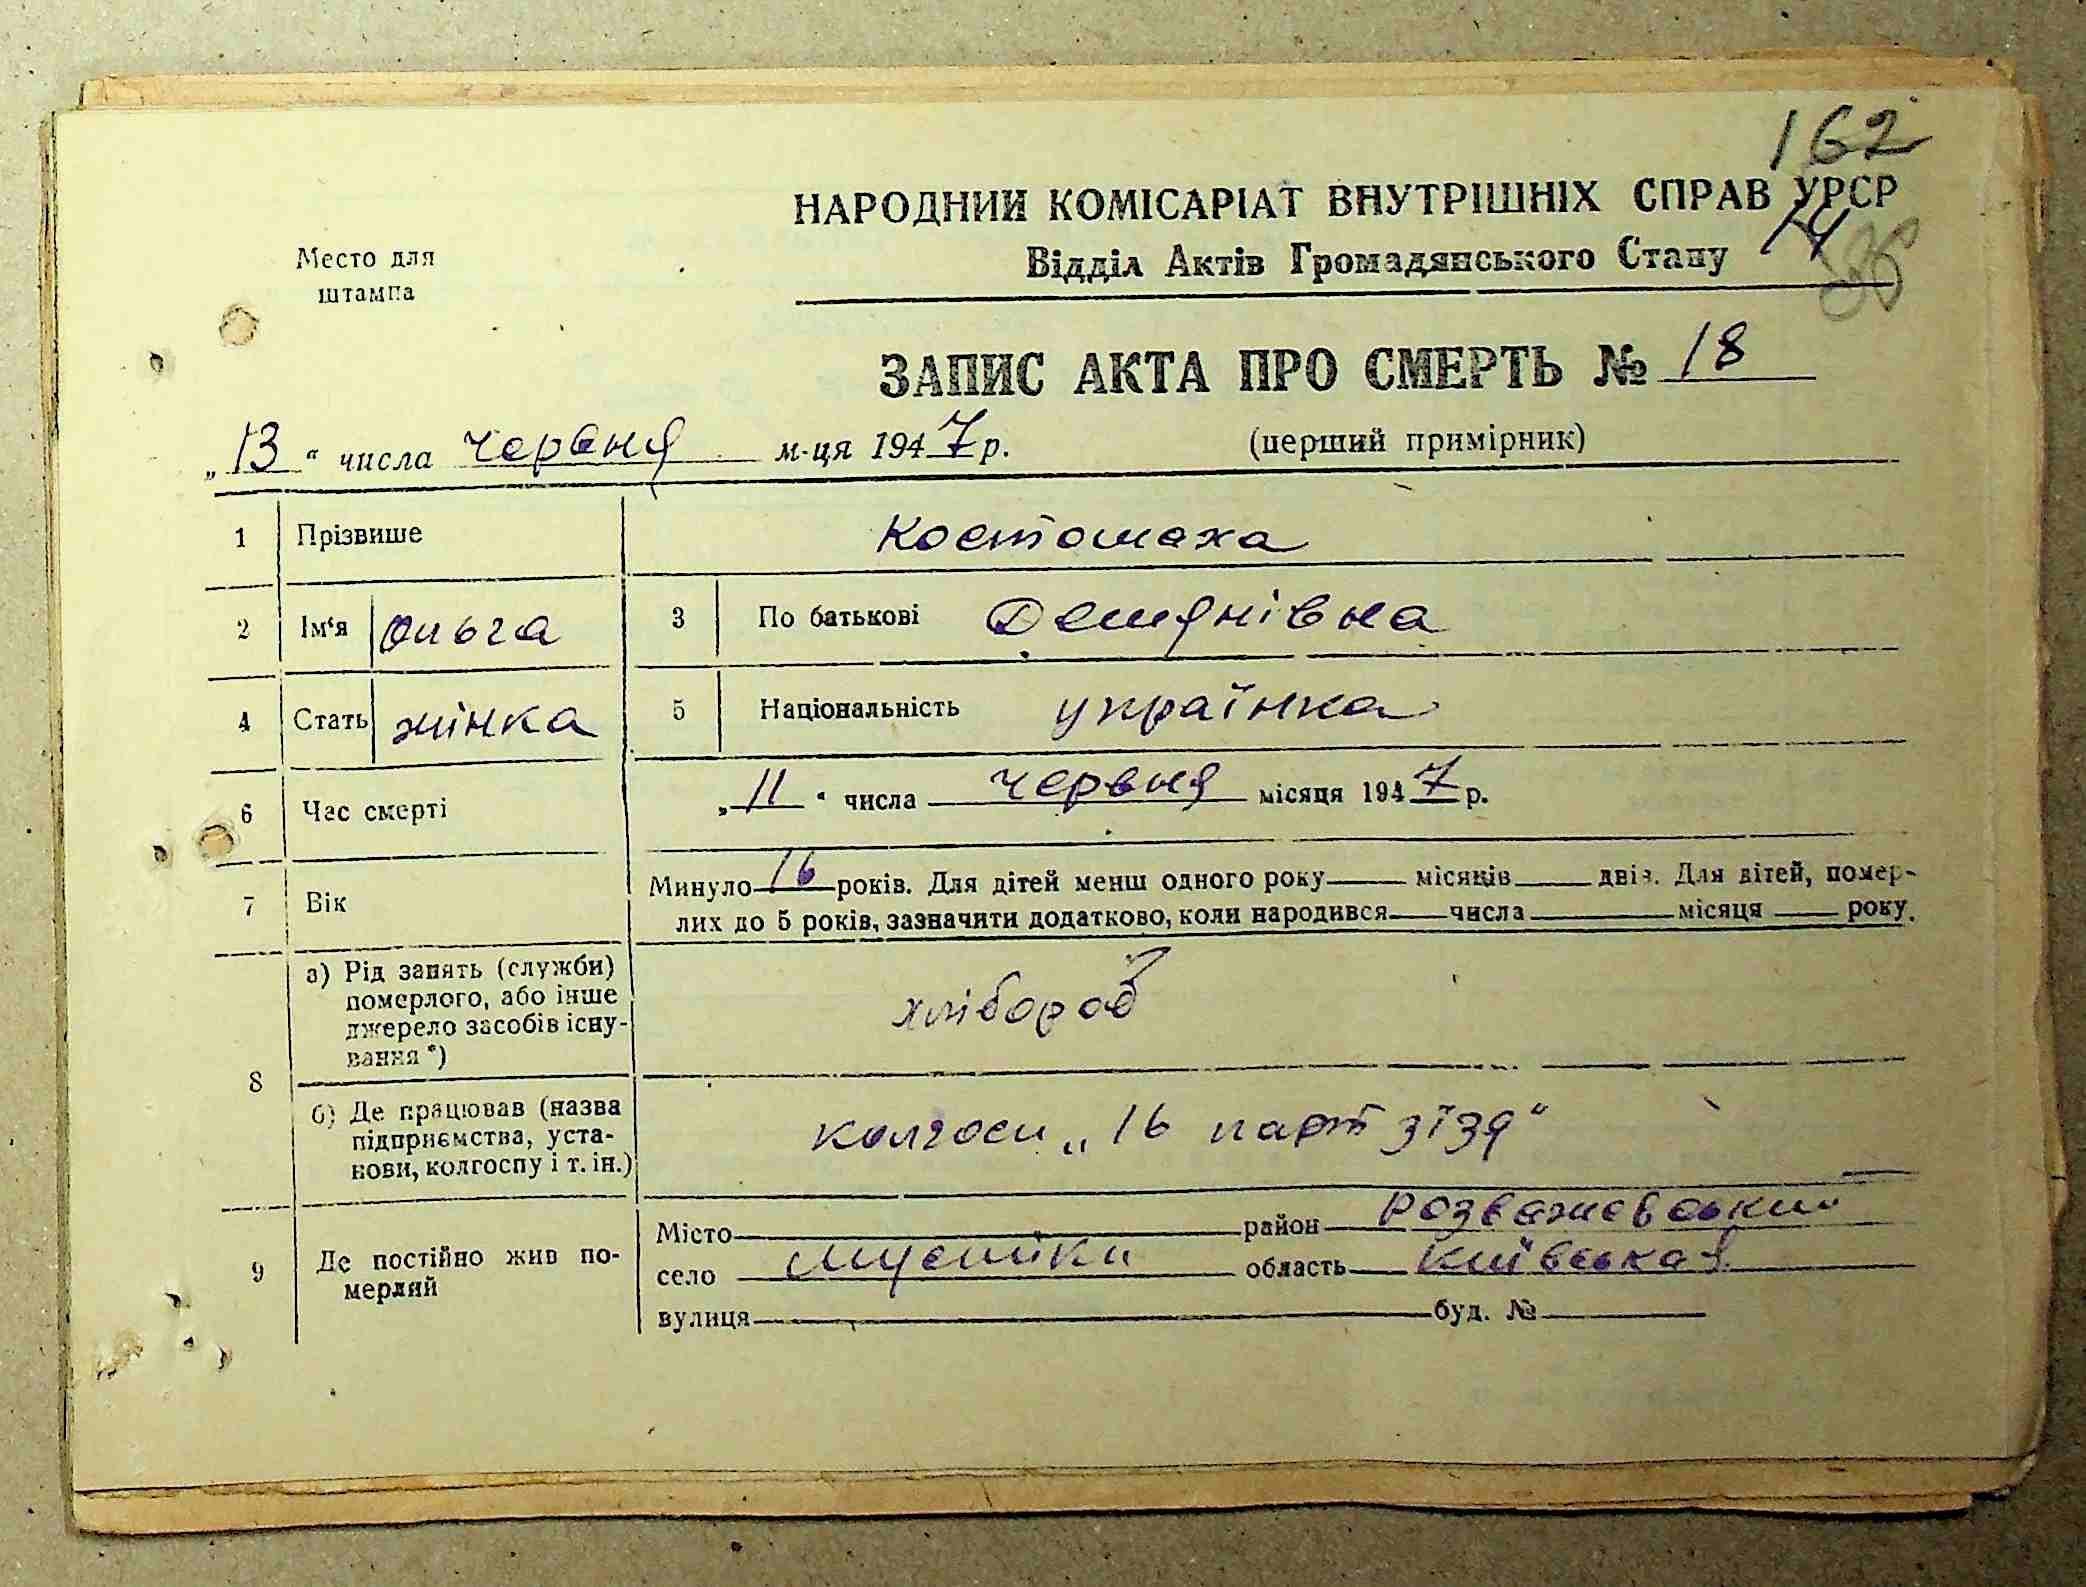 162
НАРОДНИЙ КОМІСАРІАТ ВНУТРІШНІХ СПРАВ УРСР
Место для штампа
Відділ Актів Громадянського Стану 14
ЗАПИС АКТА ПРО СМЕРТЬ № 18
„13“ числа червня м-ця 1947 р. (перший примірник)
1 Прізвише Костомаха
2 Ім‘я Ольга 3 По батькові Демянівна
4 Стать жінка 5 Національність українка
6 Час смерті „11“ числа червня місяця 1947 р.
7 Вік Минуло 16 років. Для дітей менш одного року місяців двів. Для дітей, помер-
лих до 5 років, зазначити додатково, коли народився числа місяця року.
8 а) Рід занять (служби)
померлого, або інше
джерело засобів існу-
вання *) хлібороб
б) Де працював (назва
підприємства, уста-
нови, колгоспу і т. ін.) колгосп „16 парт зїзд“
9 Де постійно жив по-
мерлий
Місто район Розважевський
село Мусійки область Київська
вулиця буд. №